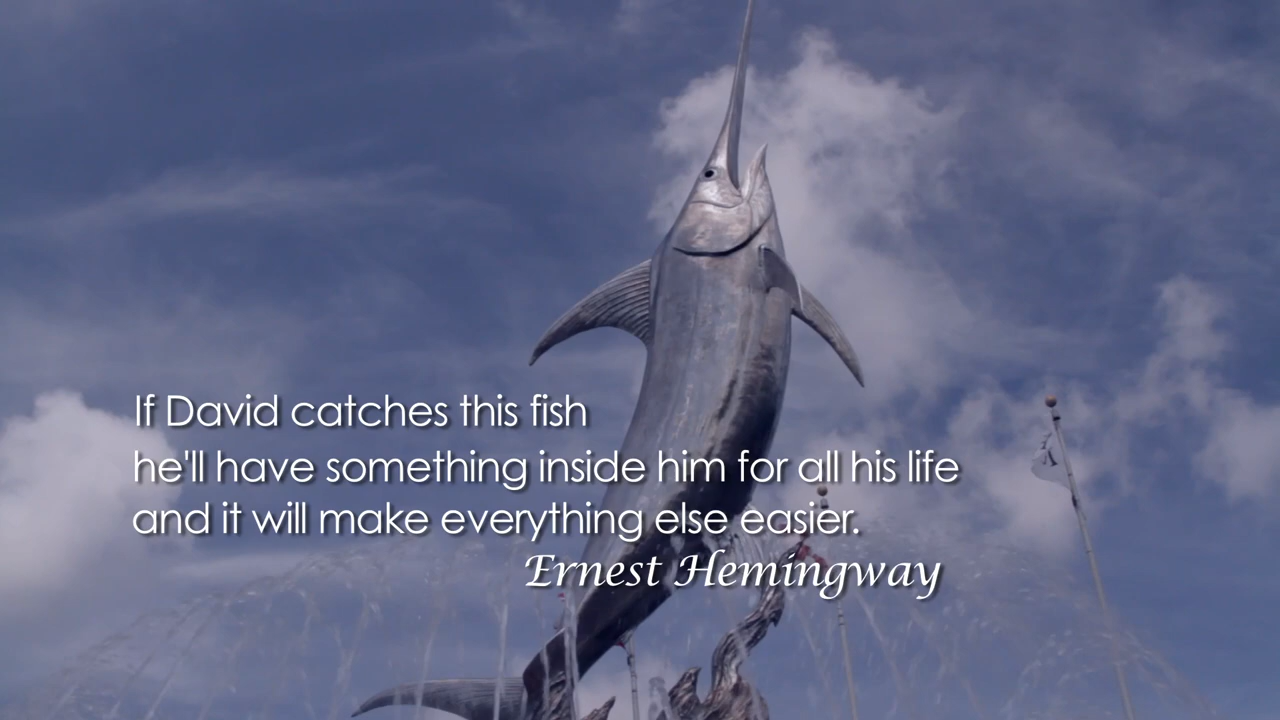 If David catches this fish
he'll have something inside him for all his life
and it will make everything else easier.
Ernest Hemingway